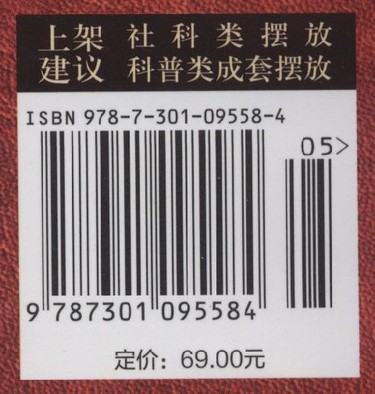 上架 社科类摆放
建议 科普类成套摆放
ISBN 978-7-301-09558-4
05>
9 787301 095584
定价：69.00元